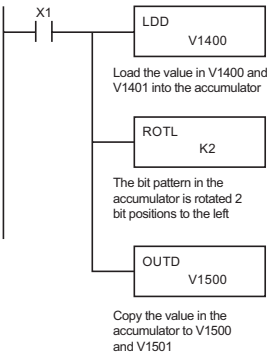 X1
LDD
V1400
Load the value in V1400 and
V1401 into the accumulator
ROTL
K2
The bit pattern in the
accumulator is rotated 2
bit positions to the left
OUTD
V1500
Copy the value in the
accumulator to V1500
and V1501